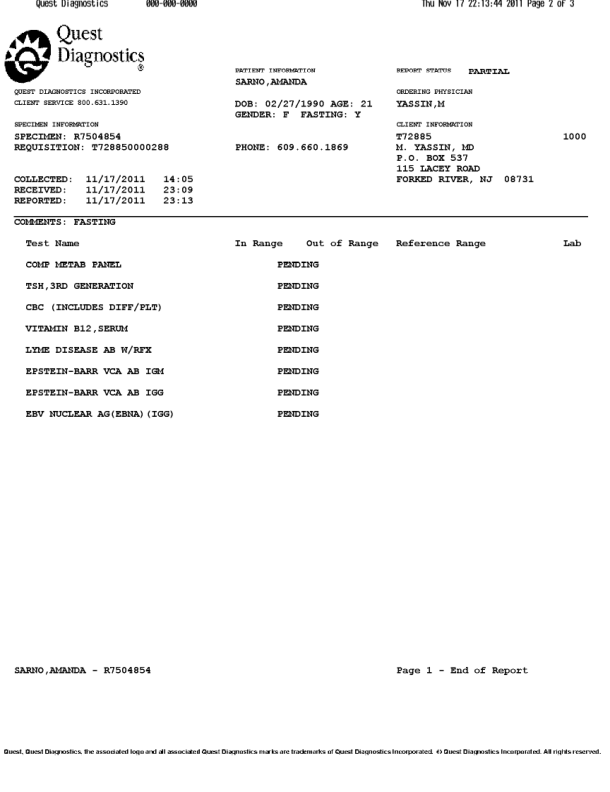 Quest Diagnostics 000-000-0000 Thu Nov 17 22:13:44 2011 Page 2 of 3
Quest
Diagnostics
®
QUEST DIAGNOSTICS INCORPORATED
CLIENT SERVICE 800.631.1390
SPECIMEN INFORMATION
SPECIMEN: R7504854
REQUISITION: T728850000288
COLLECTED: 11/17/2011 14:05
RECEIVED: 11/17/2011 23:09
REPORTED: 11/17/2011 23:13
PATIENT INFORMATION
SARNO,AMANDA
DOB: 02/27/1990 AGE: 21
GENDER: F FASTING: Y
PHONE: 609.660.1869
REPORT STATUS PARTIAL
ORDERING PHYSICIAN
YASSIN,M
CLIENT INFORMATION
T72885 1000
M. YASSIN, MD
P.O. BOX 537
115 LACEY ROAD
FORKED RIVER, NJ 08731
COMMENTS: FASTING
Test Name In Range Out of Range Reference Range Lab
COMP METAB PANEL PENDING
TSH,3RD GENERATION PENDING
CBC (INCLUDES DIFF/PLT) PENDING
VITAMIN B12,SERUM PENDING
LYME DISEASE AB W/RFX PENDING
EPSTEIN-BARR VCA AB IGM PENDING
EPSTEIN-BARR VCA AB IGG PENDING
EBV NUCLEAR AG(EBNA)(IGG) PENDING
SARNO,AMANDA - R7504854 Page 1 - End of Report
Quest, Quest Diagnostics, the associated logo and all associated Quest Diagnostics marks are trademarks of Quest Diagnostics Incorporated. © Quest Diagnostics Incorporated. All rights reserved.